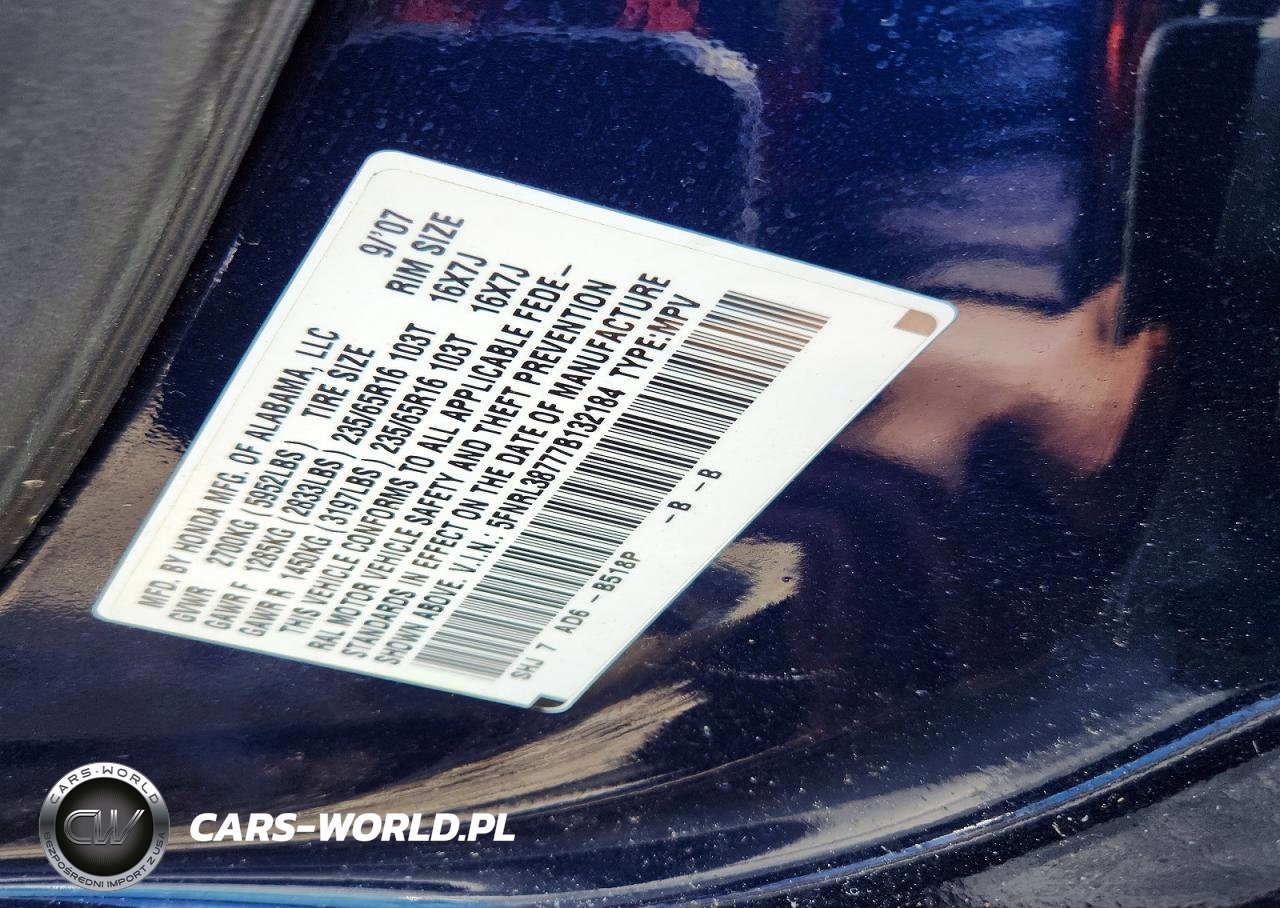 MFD. BY HONDA MFG. OF ALABAMA, LLC 9/'07
GVWR 2700KG (5952LBS) TIRE SIZE RIM SIZE
GAWR F 1285KG (2833LBS) 235/65R16 103T 16X7J
GAWR R 1450KG (3197LBS) 235/65R16 103T 16X7J
THIS VEHICLE CONFORMS TO ALL APPLICABLE FEDE-
RAL MOTOR VEHICLE SAFETY AND THEFT PREVENTION
STANDARDS IN EFFECT ON THE DATE OF MANUFACTURE
SHOWN ABOVE. V.I.N.: 5FNRL38777B132184 TYPE:MPV
SHJ 7 AD6 -B518P -B -B
CARS-WORLD
CW
BEZPOŚREDNI IMPORT Z USA
CARS-WORLD.PL